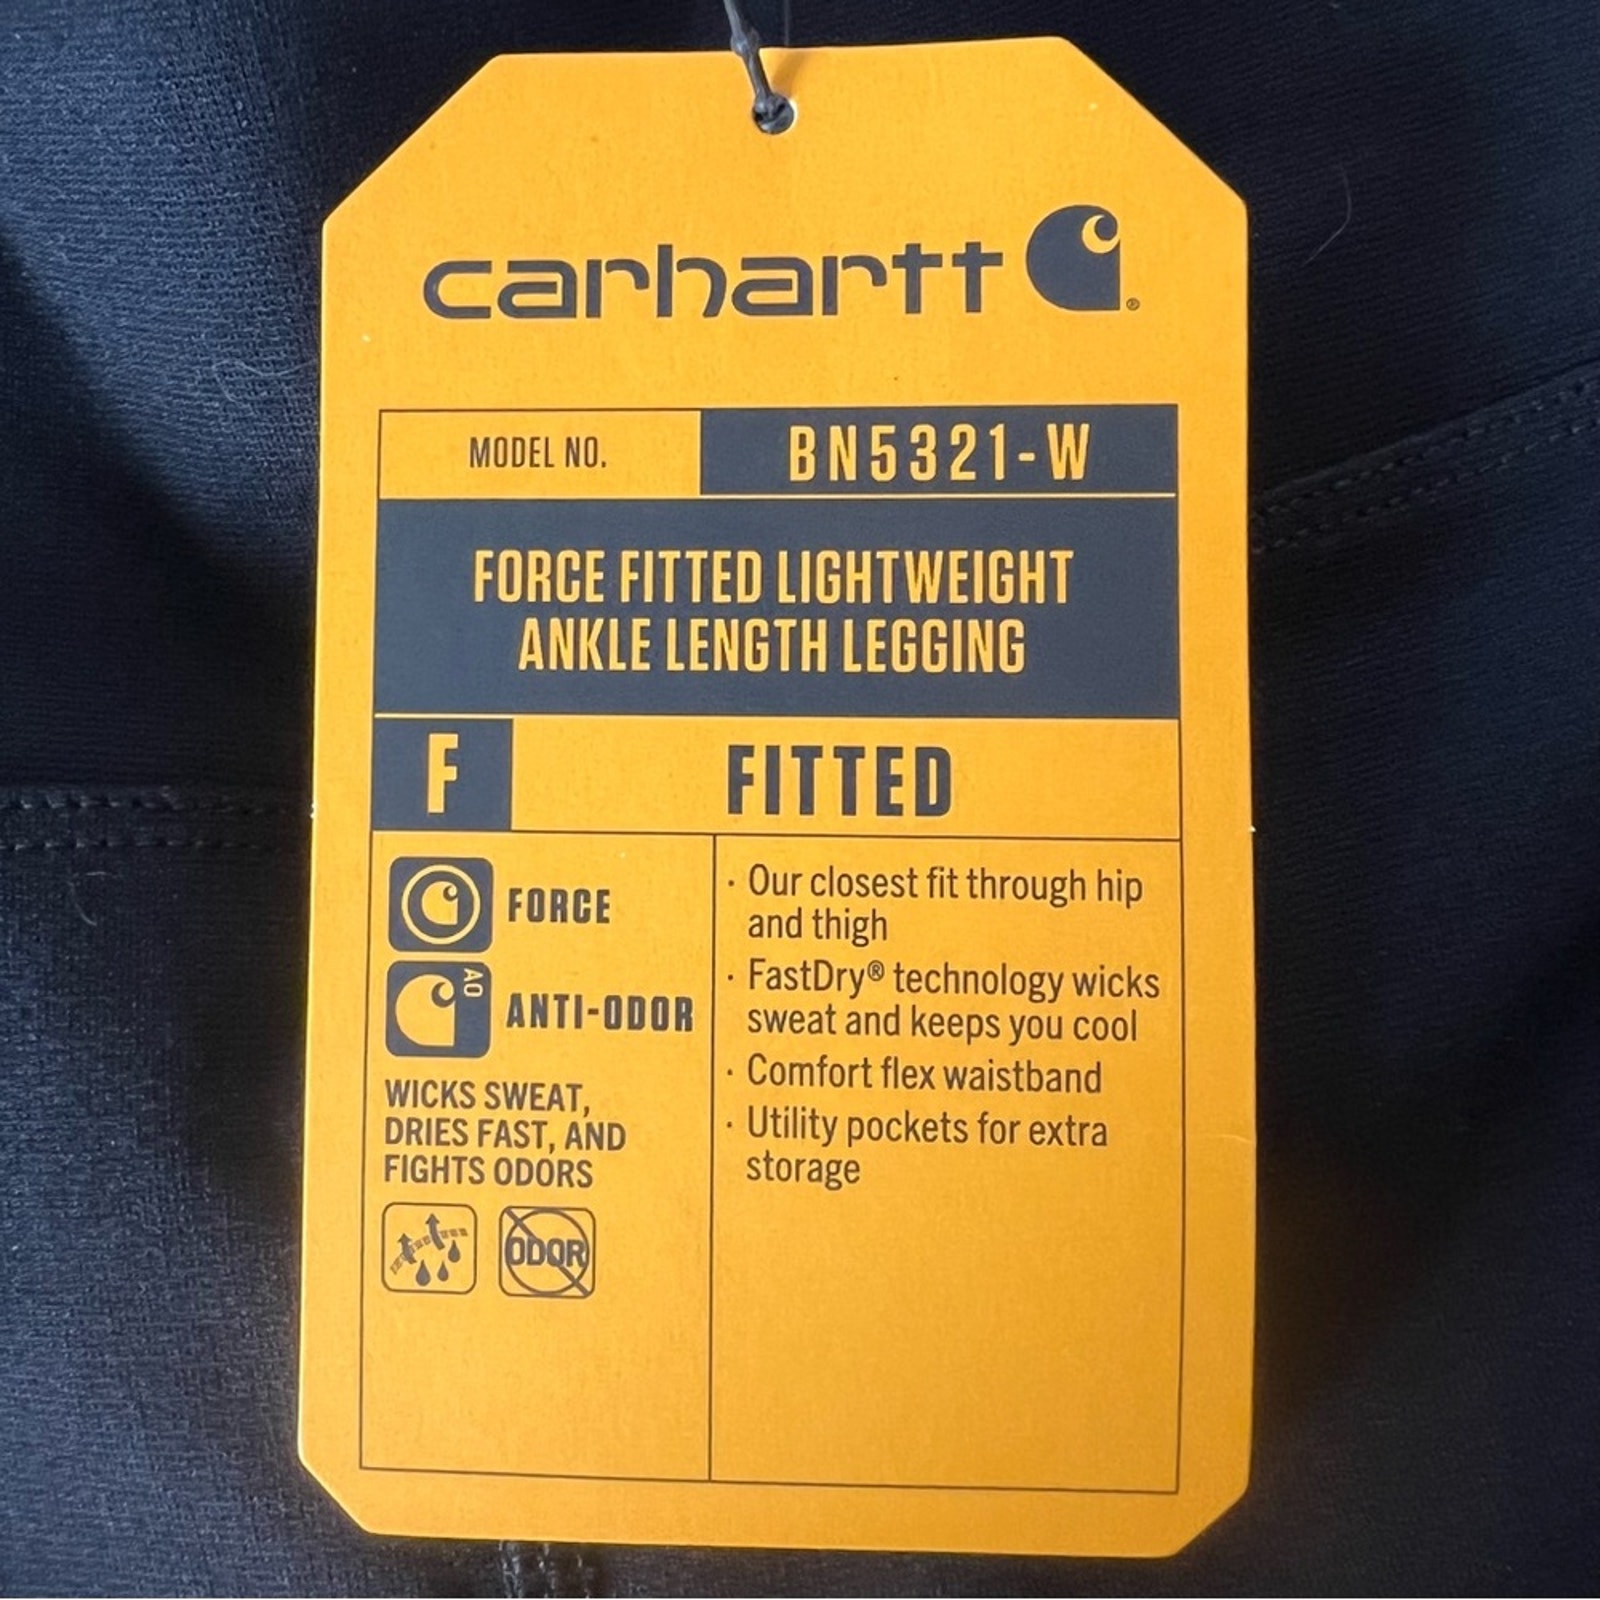 carhartt ®
MODEL NO. BN5321-W
FORCE FITTED LIGHTWEIGHT
ANKLE LENGTH LEGGING
F FITTED
FORCE
AO ANTI-ODOR
WICKS SWEAT,
DRIES FAST, AND
FIGHTS ODORS
ODOR
· Our closest fit through hip
and thigh
· FastDry® technology wicks
sweat and keeps you cool
· Comfort flex waistband
· Utility pockets for extra
storage